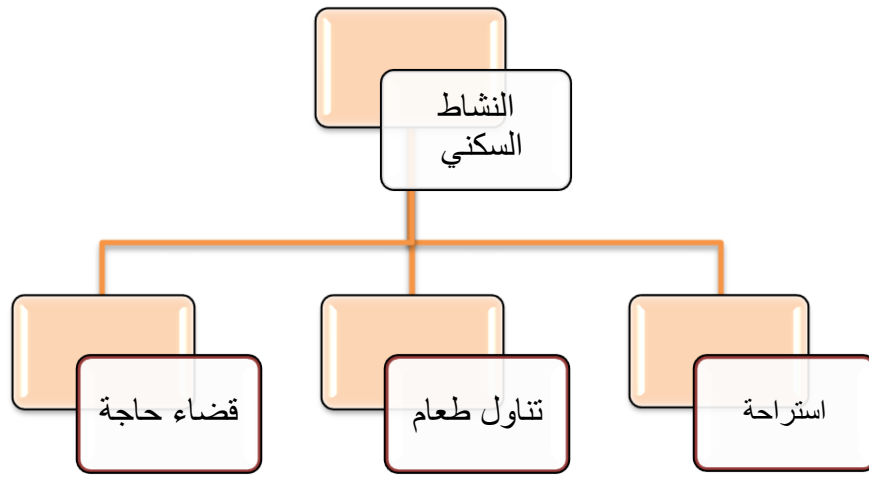 النشاط
السكني
استراحة
تناول طعام
قضاء حاجة